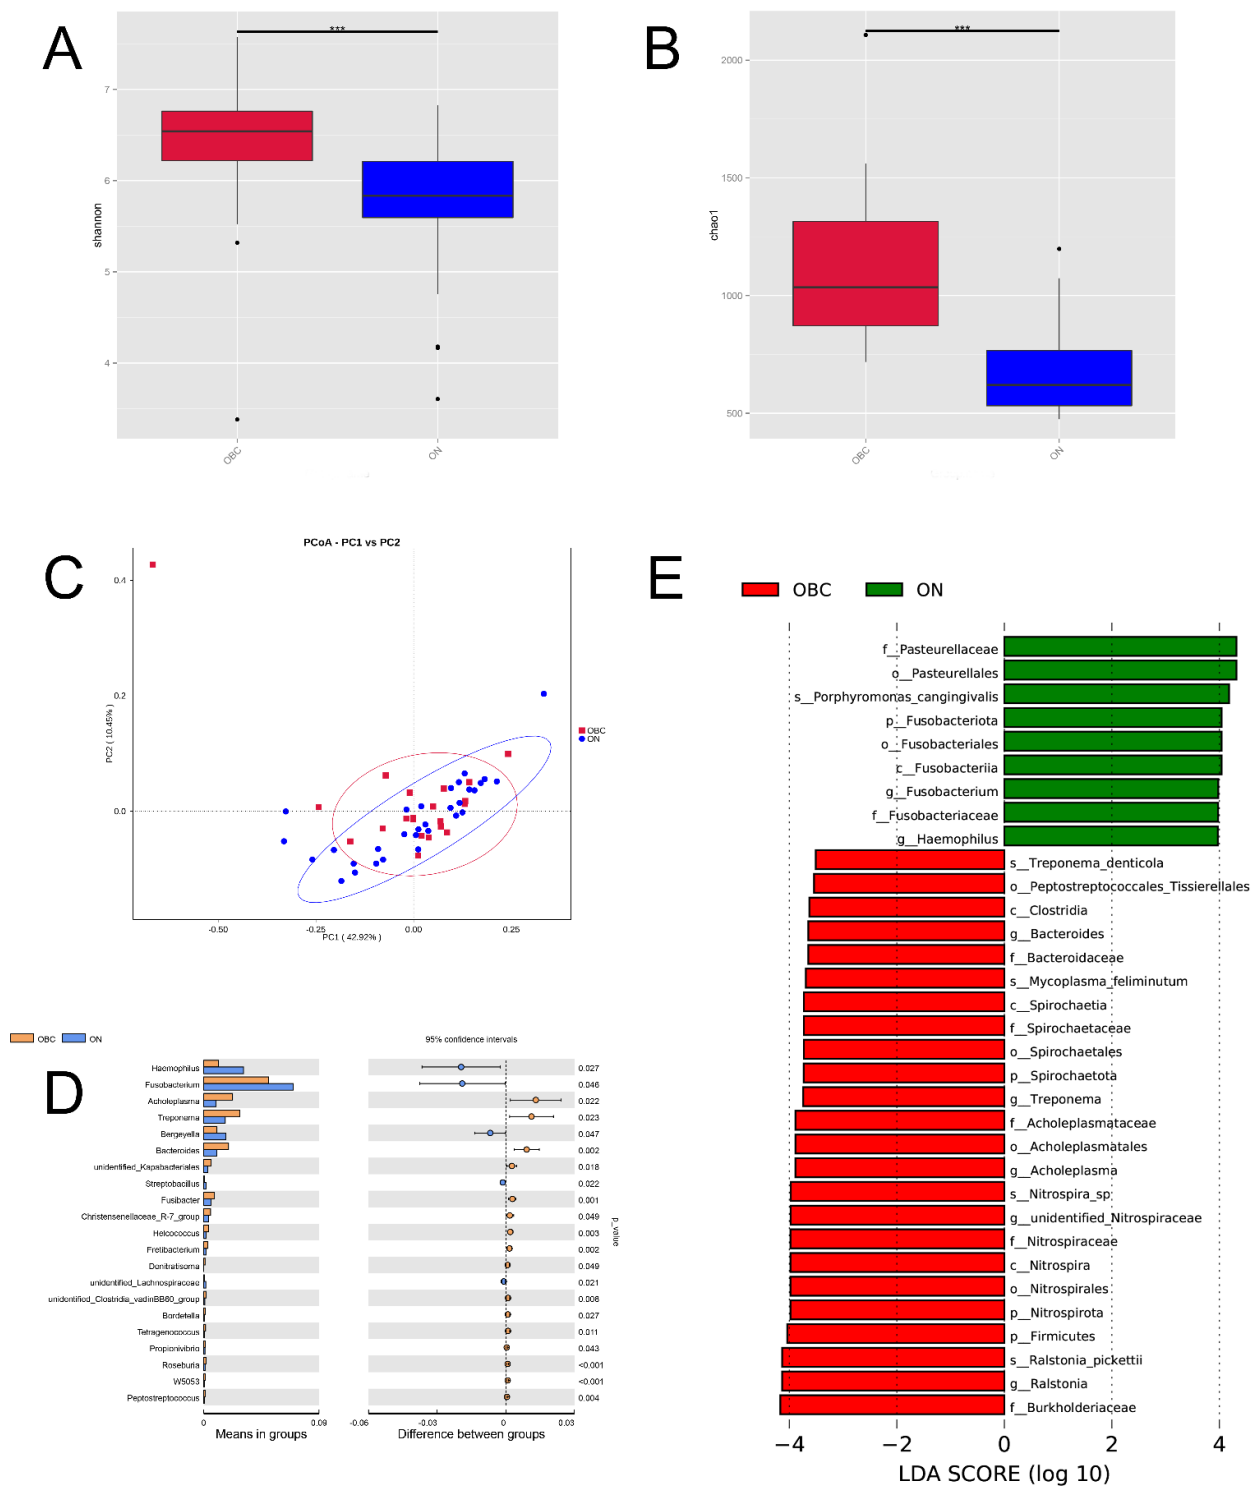 A
***
7
6
5
4
shannon
OBC
ON
B
***
2000
1500
1000
500
chao1
OBC
ON
C
PCoA - PC1 vs PC2
0.4
0.2
0.0
PC2 ( 10.45% )
-0.50
-0.25
0.00
0.25
PC1 ( 42.92% )
OBC
ON
D
OBC
ON
95% confidence intervals
Haemophilus 0.027
Fusobacterium 0.046
Acholeplasma 0.022
Treponema 0.023
Bergeyella 0.047
Bacteroides 0.002
unidentified_Kapabacteriales 0.018
Streptobacillus 0.022
Fusibacter 0.001
Christensenellaceae_R-7_group 0.049
Helcococcus 0.003
Fretibacterium 0.002
Denitratisoma 0.049
unidentified_Lachnospiraceae 0.021
unidentified_Clostridia_vadinBB60_group 0.006
Bordetella 0.027
Tetragenococcus 0.011
Propionivibrio 0.043
Roseburia <0.001
W5053 <0.001
Peptostreptococcus 0.004
p_value
0 0.09 -0.06 -0.03 0 0.03
Means in groups
Difference between groups
E
OBC
ON
f__Pasteurellaceae
o__Pasteurellales
s__Porphyromonas_cangingivalis
p__Fusobacteriota
o__Fusobacteriales
c__Fusobacteriia
g__Fusobacterium
f__Fusobacteriaceae
g__Haemophilus
s__Treponema_denticola
o__Peptostreptococcales_Tissierellales
c__Clostridia
g__Bacteroides
f__Bacteroidaceae
s__Mycoplasma_feliminutum
c__Spirochaetia
f__Spirochaetaceae
o__Spirochaetales
p__Spirochaetota
g__Treponema
f__Acholeplasmataceae
o__Acholeplasmatales
g__Acholeplasma
s__Nitrospira_sp
g__unidentified_Nitrospiraceae
f__Nitrospiraceae
c__Nitrospira
o__Nitrospirales
p__Nitrospirota
p__Firmicutes
s__Ralstonia_pickettii
g__Ralstonia
f__Burkholderiaceae
−4 −2 0 2 4
LDA SCORE (log 10)